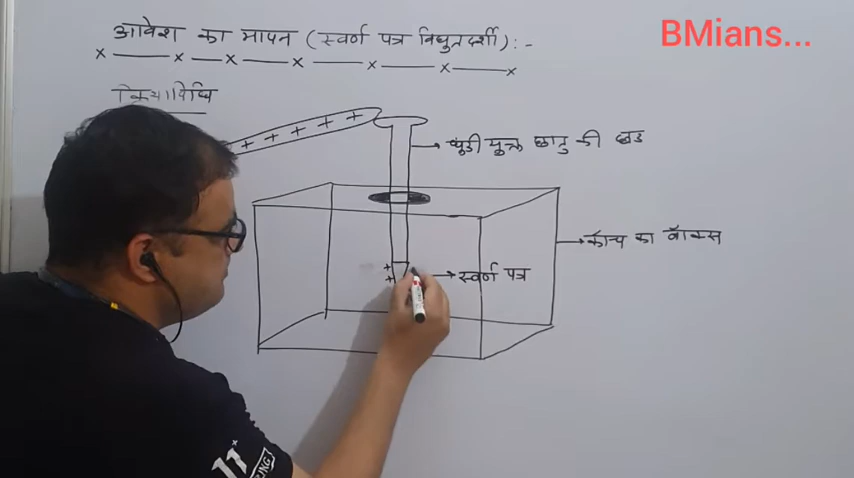 BMians...
आवेश का मापन (स्वर्ण पत्र विधुतदर्शी) :-
x — x — x — x — x — x — x
क्रियाविधि
+ + + + +
घुंडी युक्त धातु की छड
काँच का बॉक्स
+
स्वर्ण पत्र
+